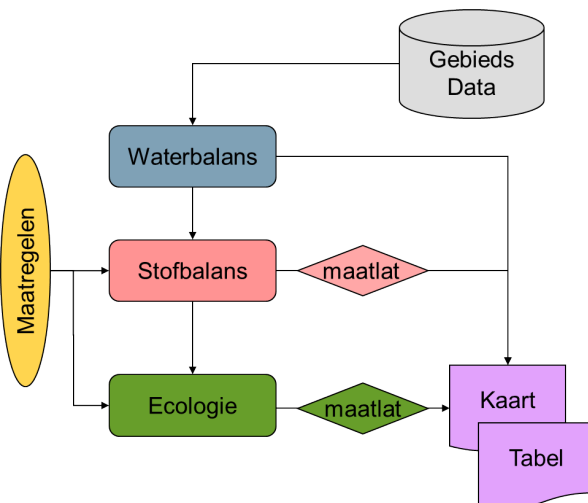 Gebieds
Data
Waterbalans
Maatregelen
Stofbalans
maatlat
Ecologie
maatlat
Kaart
Tabel